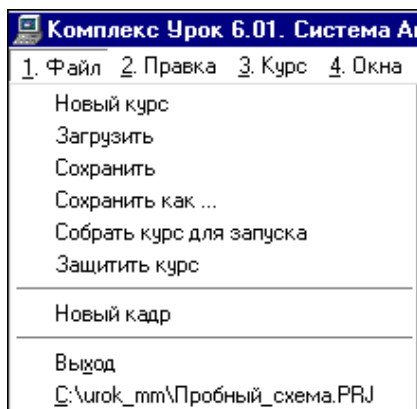 Комплекс Урок 6.01. Система
1. Файл 2. Правка 3. Курс 4. Окна
Новый курс
Загрузить
Сохранить
Сохранить как ...
Собрать курс для запуска
Защитить курс
Новый кадр
Выход
C:\urok_mm\Пробный_схема.PRJ